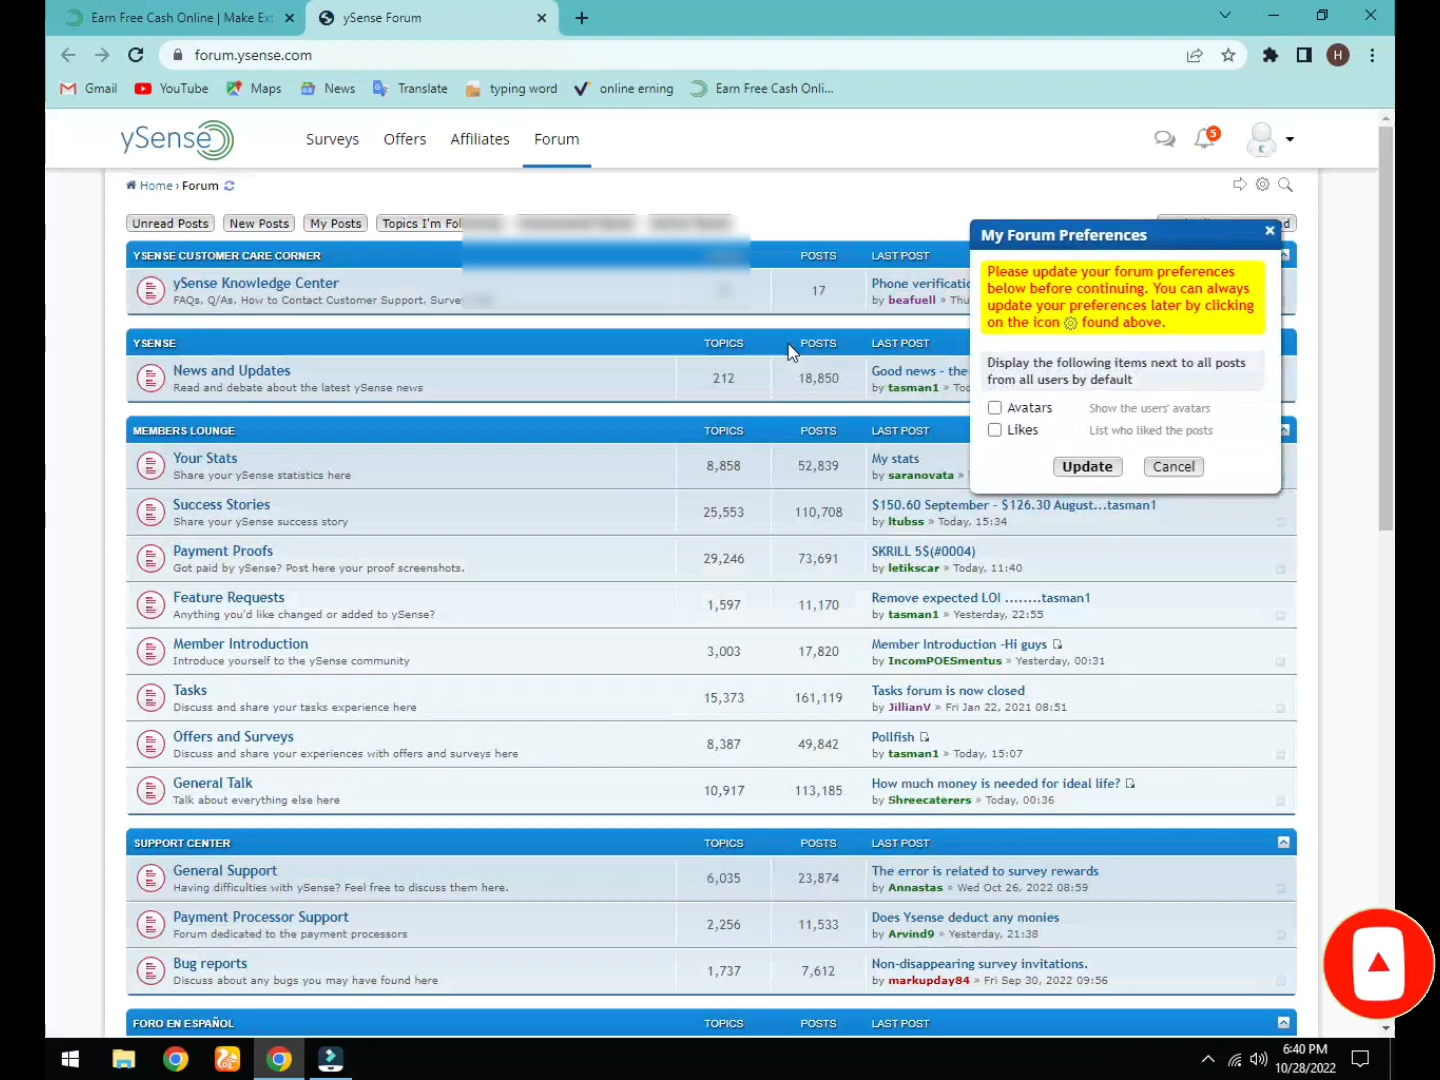 Earn Free Cash Online | Make Ex
ySense Forum
forum.ysense.com
H
Gmail
YouTube
Maps
News
Translate
typing word
online erning
Earn Free Cash Onli...
ySense
Surveys
Offers
Affiliates
Forum
5
Home › Forum
Unread Posts
New Posts
My Posts
Topics I'm
YSENSE CUSTOMER CARE CORNER
POSTS
LAST POST
ySense Knowledge Center
FAQs, Q/As, How to Contact Customer Support,
17
Phone
by beafuell »
YSENSE
TOPICS
POSTS
LAST POST
News and Updates
Read and debate about the latest ySense news
212
18,850
Good news - the
by tasman1 »
MEMBERS LOUNGE
TOPICS
POSTS
LAST POST
Your Stats
Share your ySense statistics here
8,858
52,839
My stats
by saranovata »
Success Stories
Share your ySense success story
25,553
110,708
$150.60 September - $126.30 August...tasman1
by ltubss » Today, 15:34
Payment Proofs
Got paid by ySense? Post here your proof screenshots.
29,246
73,691
SKRILL 5$(#0004)
by letikscar » Today, 11:40
Feature Requests
Anything you'd like changed or added to ySense?
1,597
11,170
Remove expected LOI ........tasman1
by tasman1 » Yesterday, 22:55
Member Introduction
Introduce yourself to the ySense community
3,003
17,820
Member Introduction -Hi guys
by IncomPOESmentus » Yesterday, 00:31
Tasks
Discuss and share your tasks experience here
15,373
161,119
Tasks forum is now closed
by JillianV » Fri Jan 22, 2021 08:51
Offers and Surveys
Discuss and share your experiences with offers and surveys here
8,387
49,842
Pollfish
by tasman1 » Today, 15:07
General Talk
Talk about everything else here
10,917
113,185
How much money is needed for ideal life?
by Shreecaterers » Today, 00:36
SUPPORT CENTER
TOPICS
POSTS
LAST POST
General Support
Having difficulties with ySense? Feel free to discuss them here.
6,035
23,874
The error is related to survey rewards
by Annastas » Wed Oct 26, 2022 08:59
Payment Processor Support
Forum dedicated to the payment processors
2,256
11,533
Does Ysense deduct any monies
by Arvind9 » Yesterday, 21:38
Bug reports
Discuss about any bugs you may have found here
1,737
7,612
Non-disappearing survey invitations.
by markupday84 » Fri Sep 30, 2022 09:56
FORO EN ESPAÑOL
TOPICS
POSTS
LAST POST
My Forum Preferences
Please update your forum preferences
below before continuing. You can always
update your preferences later by clicking
on the icon found above.
Display the following items next to all posts
from all users by default
Avatars
Show the users' avatars
Likes
List who liked the posts
Update
Cancel
6:40 PM
10/28/2022